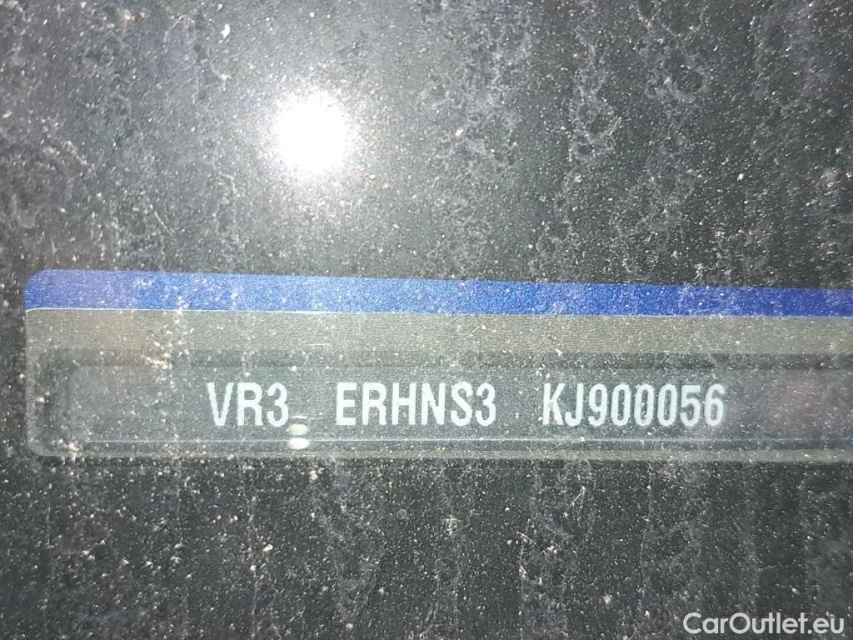 VR3 ERHNS3 KJ900056
CarOutlet.eu